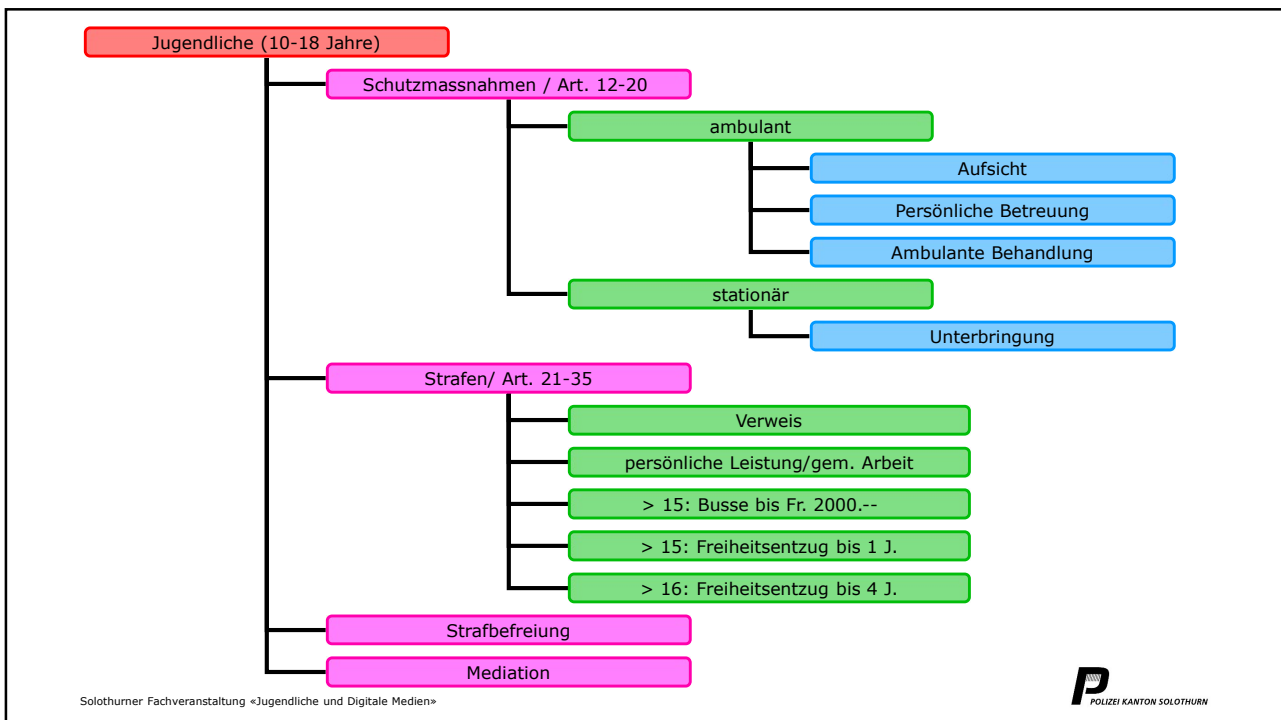 Jugendliche (10-18 Jahre)
Schutzmassnahmen / Art. 12-20
ambulant
Aufsicht
Persönliche Betreuung
Ambulante Behandlung
stationär
Unterbringung
Strafen/ Art. 21-35
Verweis
persönliche Leistung/gem. Arbeit
> 15: Busse bis Fr. 2000.--
> 15: Freiheitsentzug bis 1 J.
> 16: Freiheitsentzug bis 4 J.
Strafbefreiung
Mediation
Solothurner Fachveranstaltung «Jugendliche und Digitale Medien»
POLIZEI KANTON SOLOTHURN